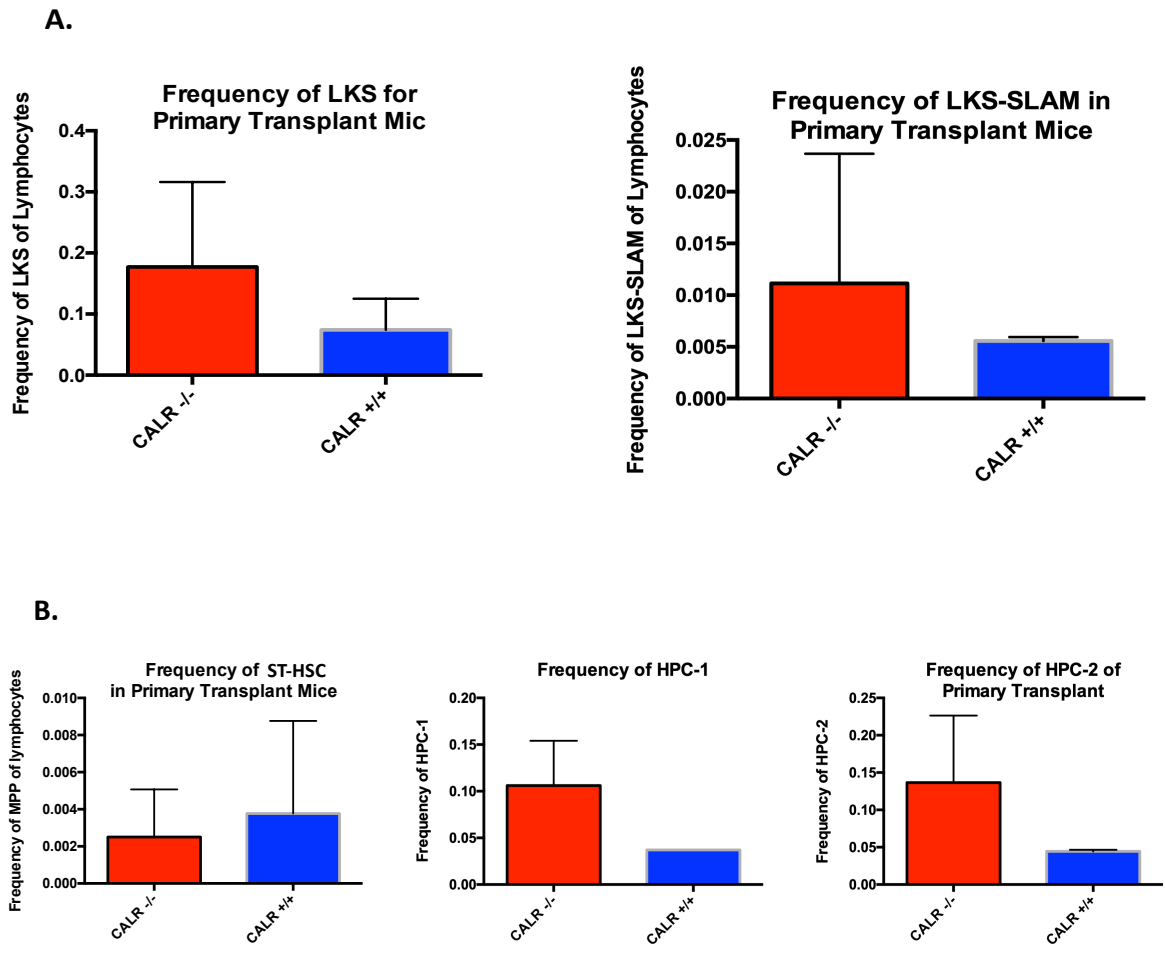 A.
Frequency of LKS for
Primary Transplant Mic
Frequency of LKS of Lymphocytes
0.4
0.3
0.2
0.1
0.0
CALR -/-
CALR +/+
Frequency of LKS-SLAM in
Primary Transplant Mice
Frequency of LKS-SLAM of Lymphocytes
0.025
0.020
0.015
0.010
0.005
0.000
CALR -/-
CALR +/+
B.
Frequency of ST-HSC
in Primary Transplant Mice
Frequency of MPP of lymphocytes
0.010
0.008
0.006
0.004
0.002
0.000
CALR -/-
CALR +/+
Frequency of HPC-1
Frequency of HPC-1
0.20
0.15
0.10
0.05
0.00
CALR -/-
CALR +/+
Frequency of HPC-2 of
Primary Transplant
Frequency of HPC-2
0.25
0.20
0.15
0.10
0.05
0.00
CALR -/-
CALR +/+